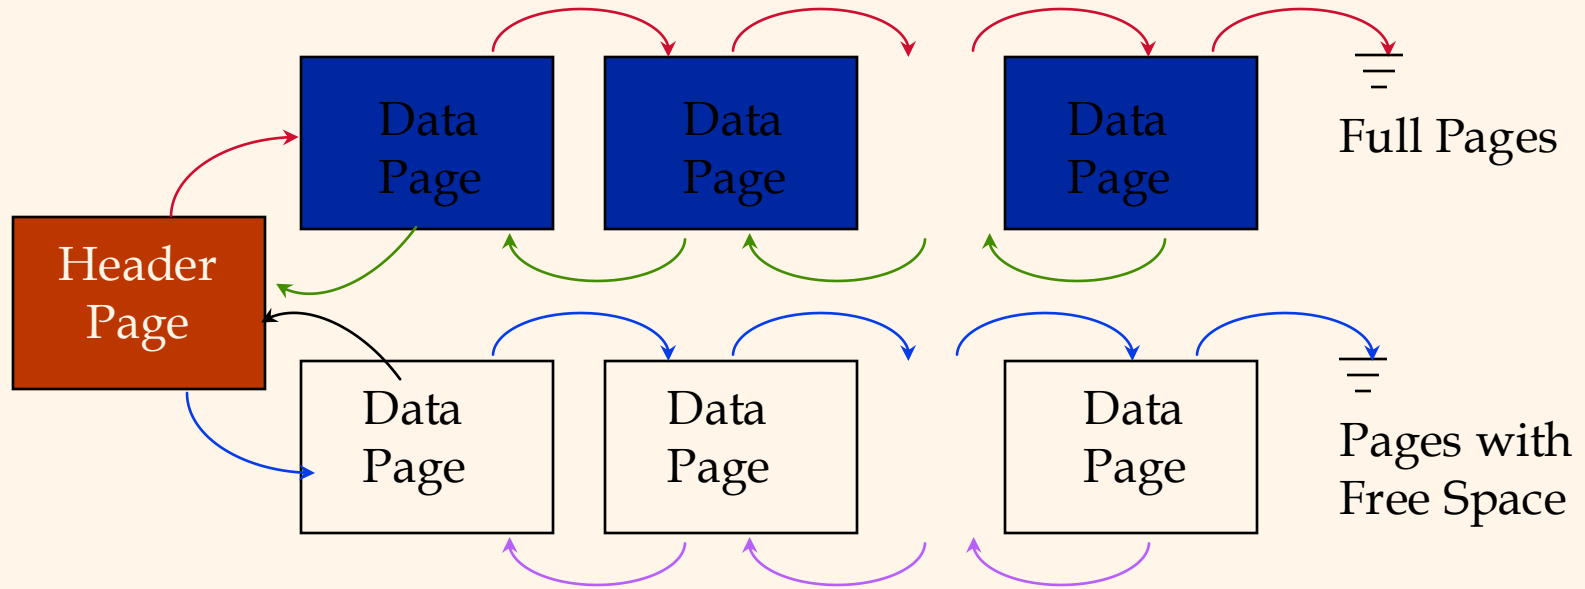 Data
Page
Data
Page
Data
Page
Full Pages
Header
Page
Data
Page
Data
Page
Data
Page
Pages with
Free Space